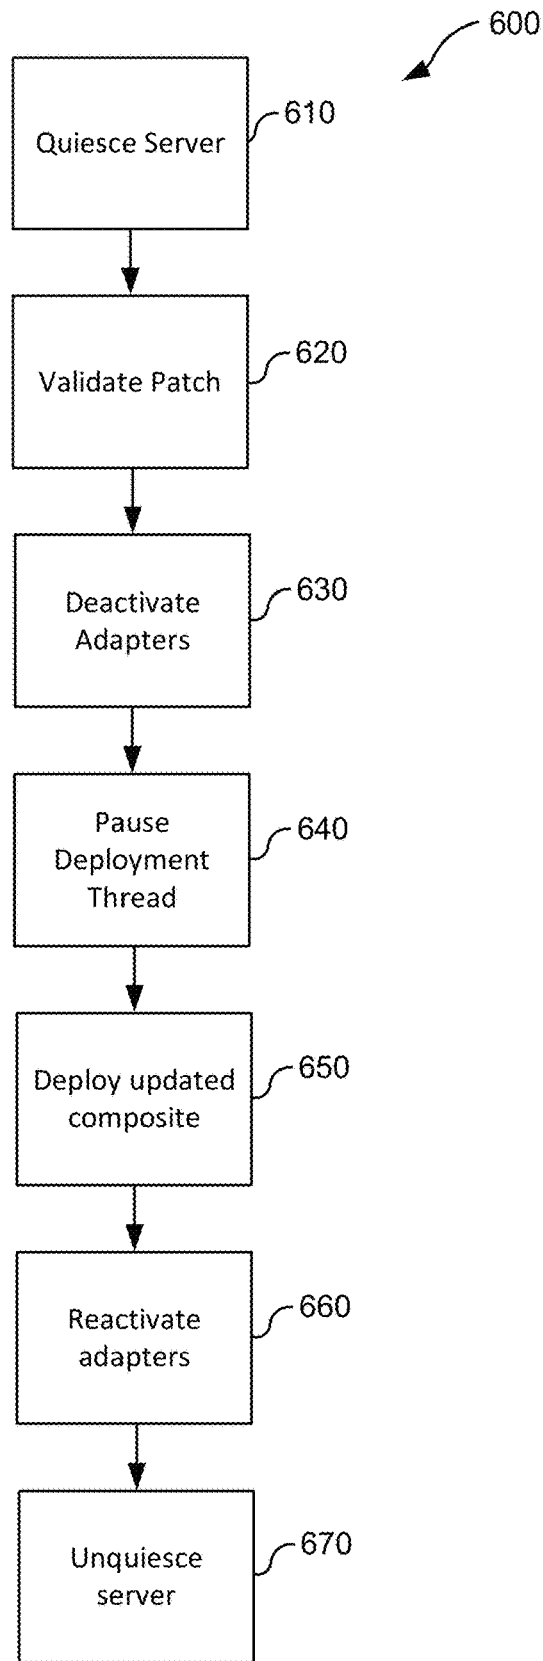 600
Quiesce Server
610
Validate Patch
620
Deactivate
Adapters
630
Pause
Deployment
Thread
640
Deploy updated
composite
650
Reactivate
adapters
660
Unquiesce
server
670